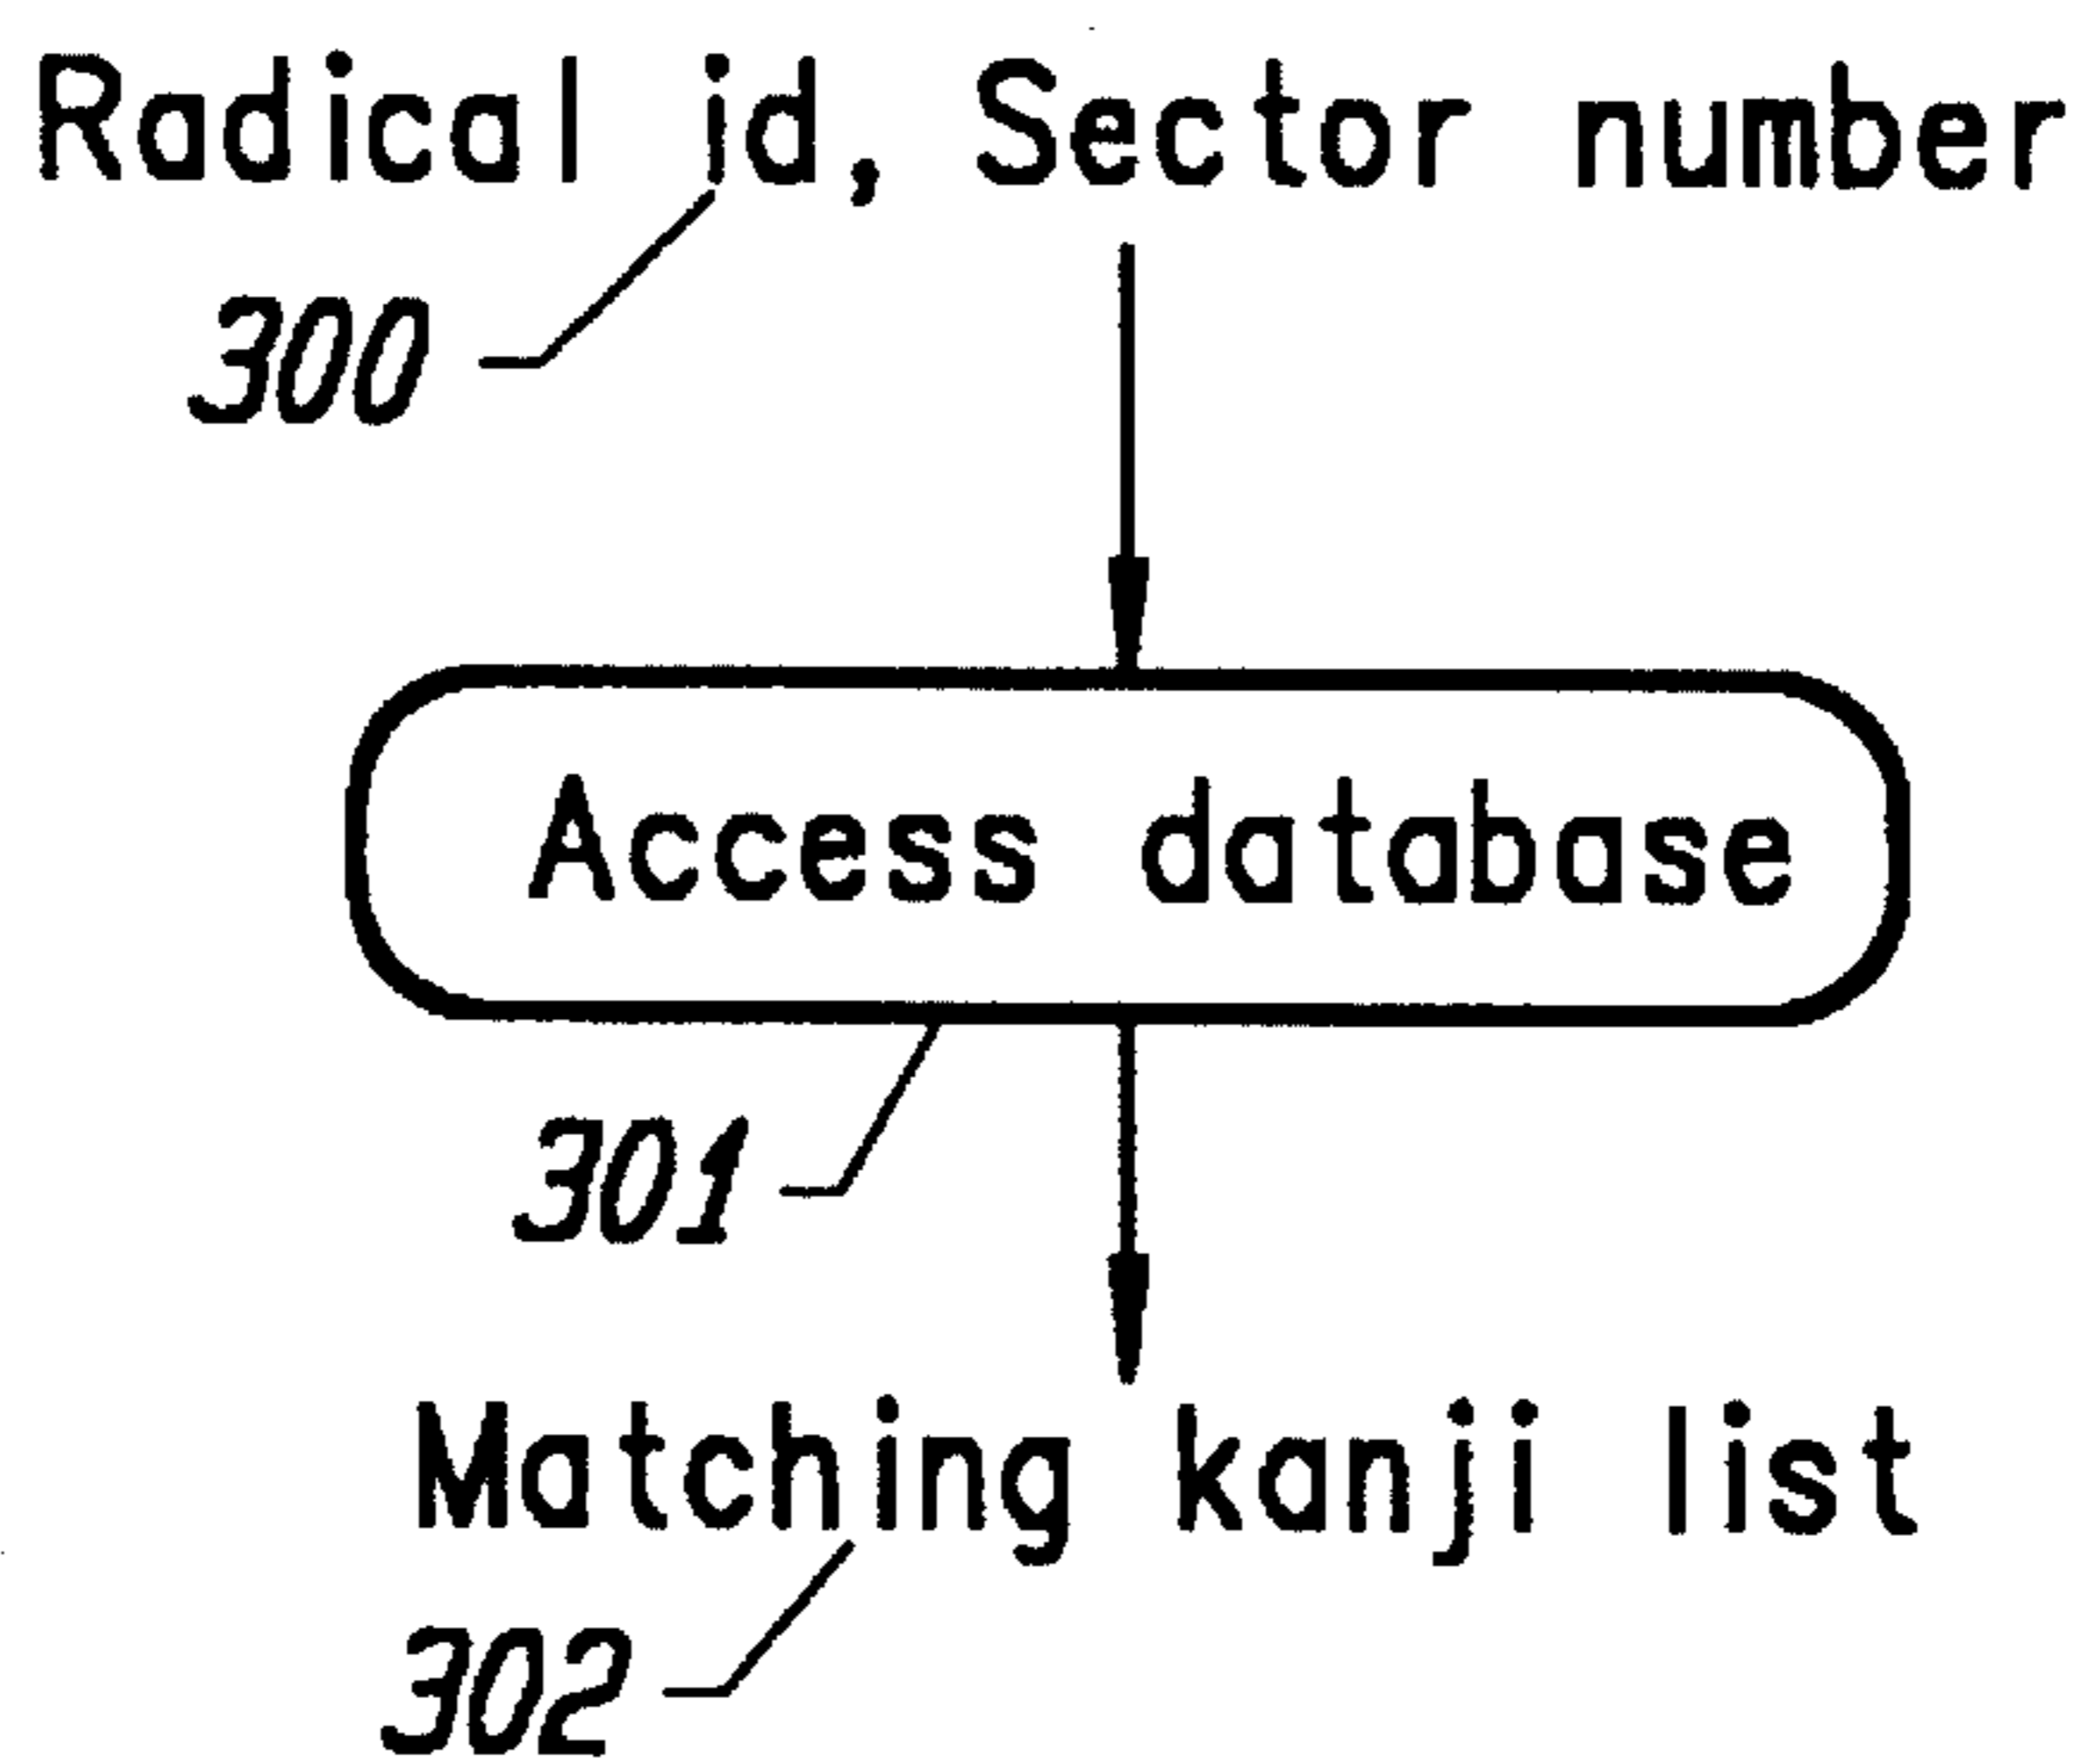 Radical id, Sector number
300
Access database
301
Matching kanji list
302